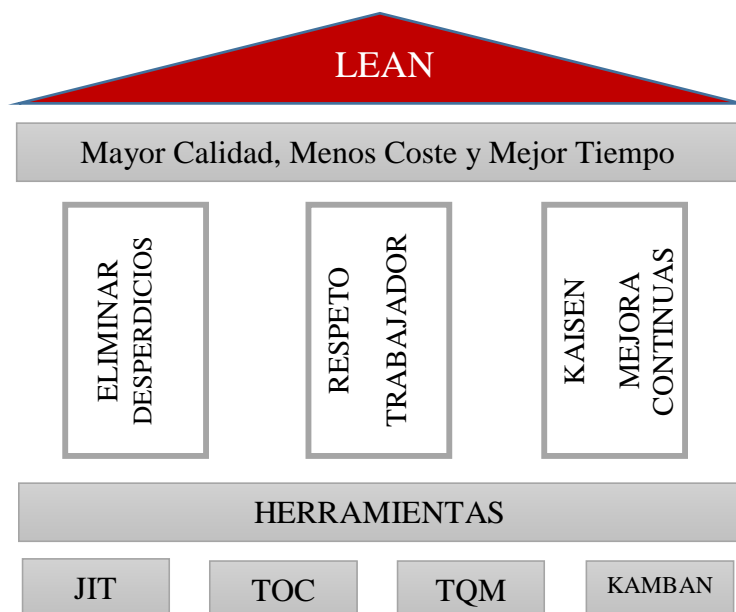 LEAN
Mayor Calidad, Menos Coste y Mejor Tiempo
ELIMINAR
DESPERDICIOS
RESPETO
TRABAJADOR
KAISEN
MEJORA
CONTINUAS
HERRAMIENTAS
JIT
TOC
TQM
KAMBAN